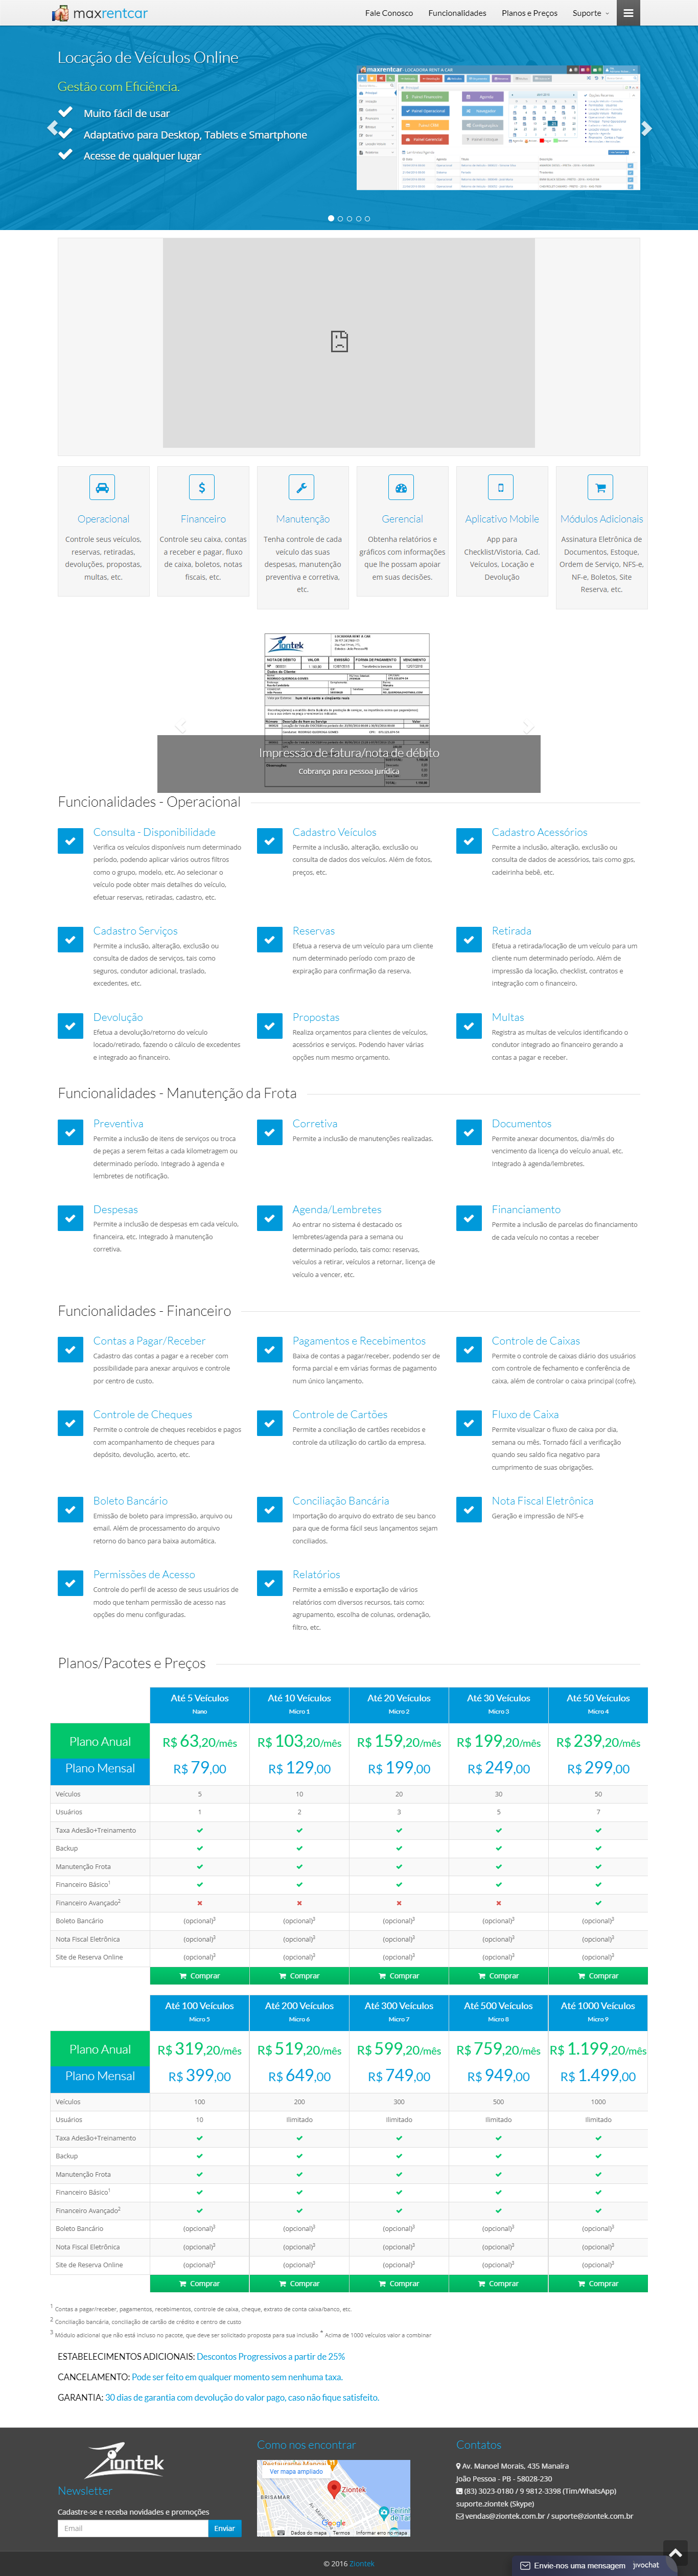 maxrentcar
Fale Conosco
Funcionalidades
Planos e Preços
Suporte
Locação de Veículos Online
Gestão com Eficiência.
Muito fácil de usar
Adaptativo para Desktop, Tablets e Smartphone
Acesse de qualquer lugar
Operacional
Controle seus veículos,
reservas, retiradas,
devoluções, propostas,
multas, etc.
Financeiro
Controle seu caixa, contas
a receber e pagar. fluxo
de caixa, boletos, notas
fiscais, etc.
Manutenção
Tenha controle de cada
veículo das suas
despesas, manutenção
preventiva e corretiva,
etc.
Gerencial
Obtenha relatórios e
gráficos com informações
que lhe possam apoiar
em suas decisões.
Aplicativo Mobile
App para
Checklist/Vistoria, Cad.
Veículos, Locação e
Devolução
Módulos Adicionais
Assinatura Eletrônica de
Documentos, Estoque,
Ordem de Serviço, NFS-e,
NF-e, Boletos, Site
Reserva, etc.
Impressão de fatura/nota de débito
Cobrança para pessoa jurídica
Funcionalidades - Operacional
Consulta - Disponibilidade
Verifica os veículos disponíveis num determinado
período, podendo aplicar vários outros filtros
como o grupo, modelo, etc. Ao selecionar o
veículo pode obter mais detalhes do veículo,
efetuar reservas, retiradas, cadastro, etc.
Cadastro Veículos
Permite a inclusão, alteração, exclusão ou
consulta de dados dos veículos. Além de fotos,
preços, etc.
Cadastro Acessórios
Permite a inclusão, alteração, exclusão ou
consulta de dados de acessórios, tais como gps,
cadeirinha bebê, etc.
Cadastro Serviços
Permite a inclusão, alteração, exclusão ou
consulta de dados de serviços, tais como
seguros, condutor adicional, traslado,
excedentes, etc.
Reservas
Efetua a reserva de um veículo para um cliente
num determinado período com prazo de
expiração para confirmação da reserva.
Retirada
Efetua a retirada/locação de um veículo para um
cliente num determinado período. Além de
impressão da locação, checklist, contratos e
integração com o financeiro.
Devolução
Efetua a devolução/retorno do veículo
locado/retirado, fazendo o cálculo de excedentes
e integrado ao financeiro.
Propostas
Realiza orçamentos para clientes de veículos,
acessórios e serviços. Podendo haver várias
opções num mesmo orçamento.
Multas
Registra as multas de veículos identificando o
condutor integrado ao financeiro gerando a
contas a pagar e receber.
Funcionalidades - Manutenção da Frota
Preventiva
Permite a inclusão de itens de serviços ou troca
de peças a serem feitas a cada kilometragem ou
determinado período. Integrado à agenda e
lembretes de notificação.
Corretiva
Permite a inclusão de manutenções realizadas.
Documentos
Permite anexar documentos, dia/mês do
vencimento da licença do veículo anual, etc.
Integrado à agenda/lembretes.
Despesas
Permite a inclusão de despesas em cada veículo,
financeira, etc. Integrado à manutenção
corretiva.
Agenda/Lembretes
Ao entrar no sistema é destacado os
lembretes/agenda para a semana ou
determinado período, tais como: reservas,
veículos a retirar, veículos a retornar, licença de
veículo a vencer, etc.
Financiamento
Permite a inclusão de parcelas do financiamento
de cada veículo no contas a receber
Funcionalidades - Financeiro
Contas a Pagar/Receber
Cadastro das contas a pagar e a receber com
possibilidade para anexar arquivos e controle
por centro de custo.
Pagamentos e Recebimentos
Baixa de contas a pagar/receber, podendo ser de
forma parcial e em várias formas de pagamento
num único lançamento.
Controle de Caixas
Permite o controle de caixas diário dos usuários
com controle de fechamento e conferência de
caixa, além de controlar o caixa principal (cofre).
Controle de Cheques
Permite o controle de cheques recebidos e pagos
com acompanhamento de cheques para
depósito, devolução, acerto, etc.
Controle de Cartões
Permite a conciliação de cartões recebidos e
controle da utilização do cartão da empresa.
Fluxo de Caixa
Permite visualizar o fluxo de caixa por dia,
semana ou mês. Tornado fácil a verificação
quando seu saldo fica negativo para
cumprimento de suas obrigações.
Boleto Bancário
Emissão de boleto para impressão, arquivo ou
email. Além de processamento do arquivo
retorno do banco para baixa automática.
Conciliação Bancária
Importação do arquivo do extrato de seu banco
para que de forma fácil seus lançamentos sejam
conciliados.
Nota Fiscal Eletrônica
Geração e impressão de NFS-e
Permissões de Acesso
Controle do perfil de acesso de seus usuários de
modo que tenham permissão de acesso nas
opções do menu configuradas.
Relatórios
Permite a emissão e exportação de vários
relatórios com diversos recursos, tais como:
agrupamento, escolha de colunas, ordenação,
filtro, etc.
Planos/Pacotes e Preços
Até 5 Veículos Até 10 Veículos Até 20 Veículos Até 30 Veículos Até 50 Veículos
Nano Micro 1 Micro 2 Micro 3 Micro 4
Plano Anual R$ 63,20/mês R$ 103,20/mês R$ 159,20/mês R$ 199,20/mês R$ 239,20/mês
Plano Mensal R$ 79,00 R$ 129,00 R$ 199,00 R$ 249,00 R$ 299,00
Veículos 5 10 20 30 50
Usuários 1 2 3 5 7
Taxa Adesão+Treinamento
Backup
Manutenção Frota
Financeiro Básico1
Financeiro Avançado2
Boleto Bancário (opcional)3 (opcional)3 (opcional)3 (opcional)3 (opcional)3
Nota Fiscal Eletrônica (opcional)3 (opcional)3 (opcional)3 (opcional)3 (opcional)3
Site de Reserva Online (opcional)3 (opcional)3 (opcional)3 (opcional)3 (opcional)3
Comprar Comprar Comprar Comprar Comprar
Até 100 Veículos Até 200 Veículos Até 300 Veículos Até 500 Veículos Até 1000 Veículos
Micro 5 Micro 6 Micro 7 Micro 8 Micro 9
Plano Anual R$ 319,20/mês R$ 519,20/mês R$ 599,20/mês R$ 759,20/mês R$ 1.199,20/mês
Plano Mensal R$ 399,00 R$ 649,00 R$ 749,00 R$ 949,00 R$ 1.499,00
Veículos 100 200 300 500 1000
Usuários 10 Ilimitado Ilimitado Ilimitado Ilimitado
Taxa Adesão+Treinamento
Backup
Manutenção Frota
Financeiro Básico1
Financeiro Avançado2
Boleto Bancário (opcional)3 (opcional)3 (opcional)3 (opcional)3 (opcional)3
Nota Fiscal Eletrônica (opcional)3 (opcional)3 (opcional)3 (opcional)3 (opcional)3
Site de Reserva Online (opcional)3 (opcional)3 (opcional)3 (opcional)3 (opcional)3
Comprar Comprar Comprar Comprar Comprar
1 Contas a pagar/receber, pagamentos, recebimentos, controle de caixa, cheque, extrato de conta caixa/banco, etc.
2 Conciliação bancária, conciliação de cartão de crédito e centro de custo
3 Módulo adicional que não está incluso no pacote, que deve ser solicitado proposta para sua inclusão * Acima de 1000 veículos valor a combinar
ESTABELECIMENTOS ADICIONAIS: Descontos Progressivos a partir de 25%
CANCELAMENTO: Pode ser feito em qualquer momento sem nenhuma taxa.
GARANTIA: 30 dias de garantia com devolução do valor pago, caso não fique satisfeito.
Ziontek
Newsletter
Cadastre-se e receba novidades e promoções
Email
Enviar
Como nos encontrar
Ver mapa ampliado
BRISAMAR
Ziontek
Google
Dados do mapa
Termos
Informar erro no mapa
Contatos
Av. Manoel Morais, 435 Manaíra
João Pessoa - PB - 58028-230
(83) 3023-0180 / 9 9812-3398 (Tim/WhatsApp)
suporte.ziontek (Skype)
vendas@ziontek.com.br / suporte@ziontek.com.br
© 2016 Ziontek
Envie-nos uma mensagem
jivochat